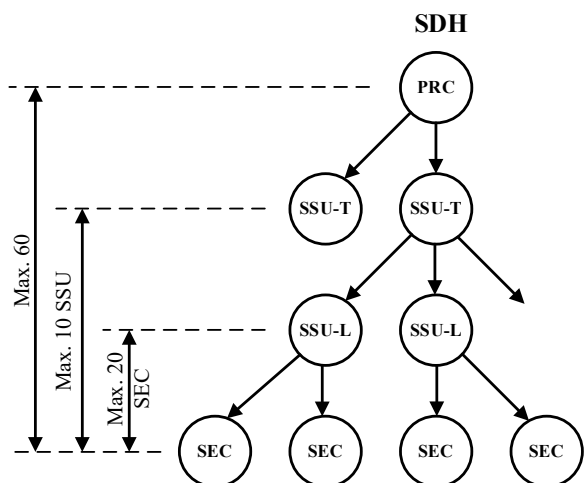 SDH
PRC
SSU-T
SSU-T
SSU-L
SSU-L
SEC
SEC
SEC
SEC
Max. 60
Max. 10 SSU
Max. 20
SEC